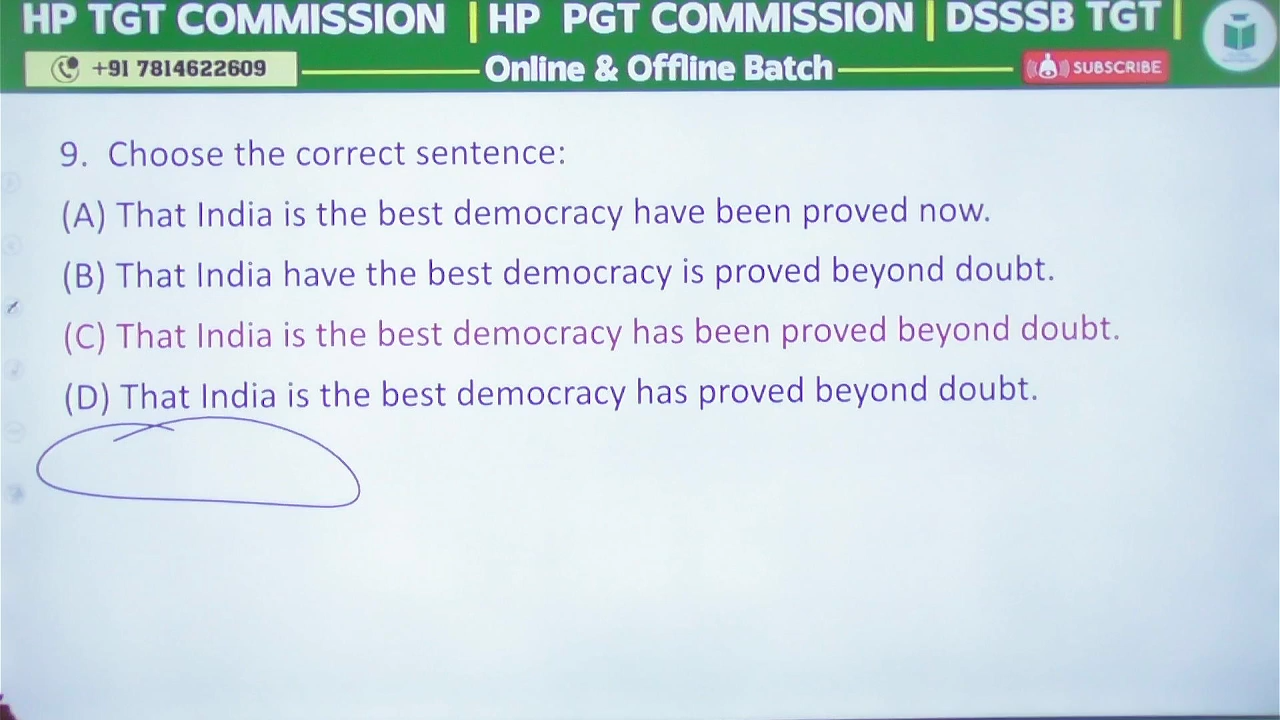 HP TGT COMMISSION | HP PGT COMMISSION | DSSSB TGT |
+91 7814622609 Online & Offline Batch SUBSCRIBE
9. Choose the correct sentence:
(A) That India is the best democracy have been proved now.
(B) That India have the best democracy is proved beyond doubt.
(C) That India is the best democracy has been proved beyond doubt.
(D) That India is the best democracy has proved beyond doubt.